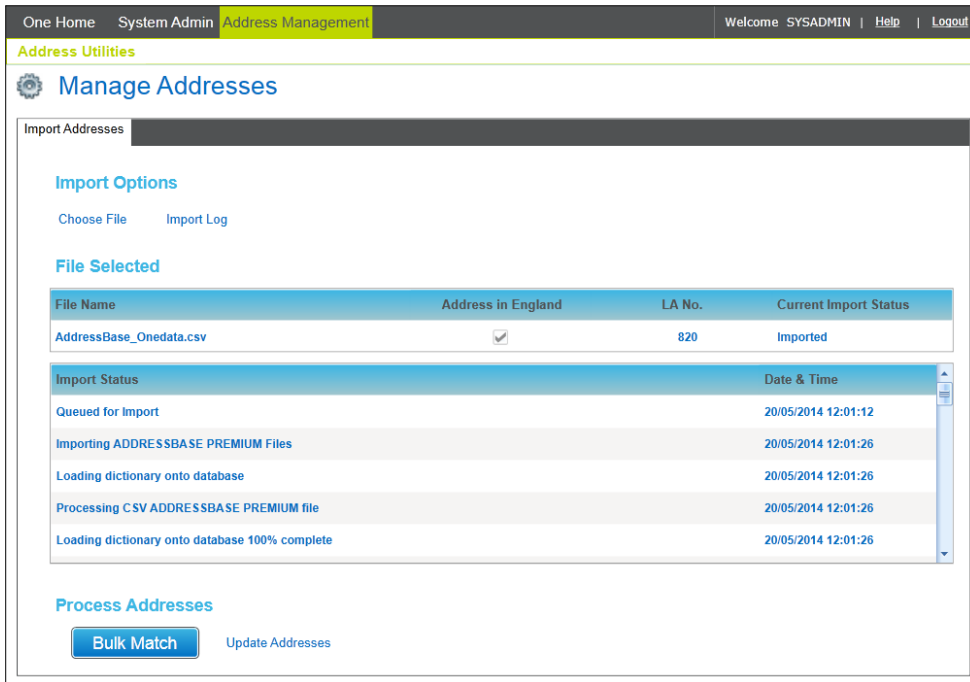 One Home System Admin Address Management Welcome SYSADMIN | Help | Logout
Address Utilities
Manage Addresses
Import Addresses
Import Options
Choose File Import Log
File Selected
File Name Address in England LA No. Current Import Status
AddressBase_Onedata.csv 820 Imported
Import Status Date & Time
Queued for Import 20/05/2014 12:01:12
Importing ADDRESSBASE PREMIUM Files 20/05/2014 12:01:26
Loading dictionary onto database 20/05/2014 12:01:26
Processing CSV ADDRESSBASE PREMIUM file 20/05/2014 12:01:26
Loading dictionary onto database 100% complete 20/05/2014 12:01:26
Process Addresses
Bulk Match Update Addresses